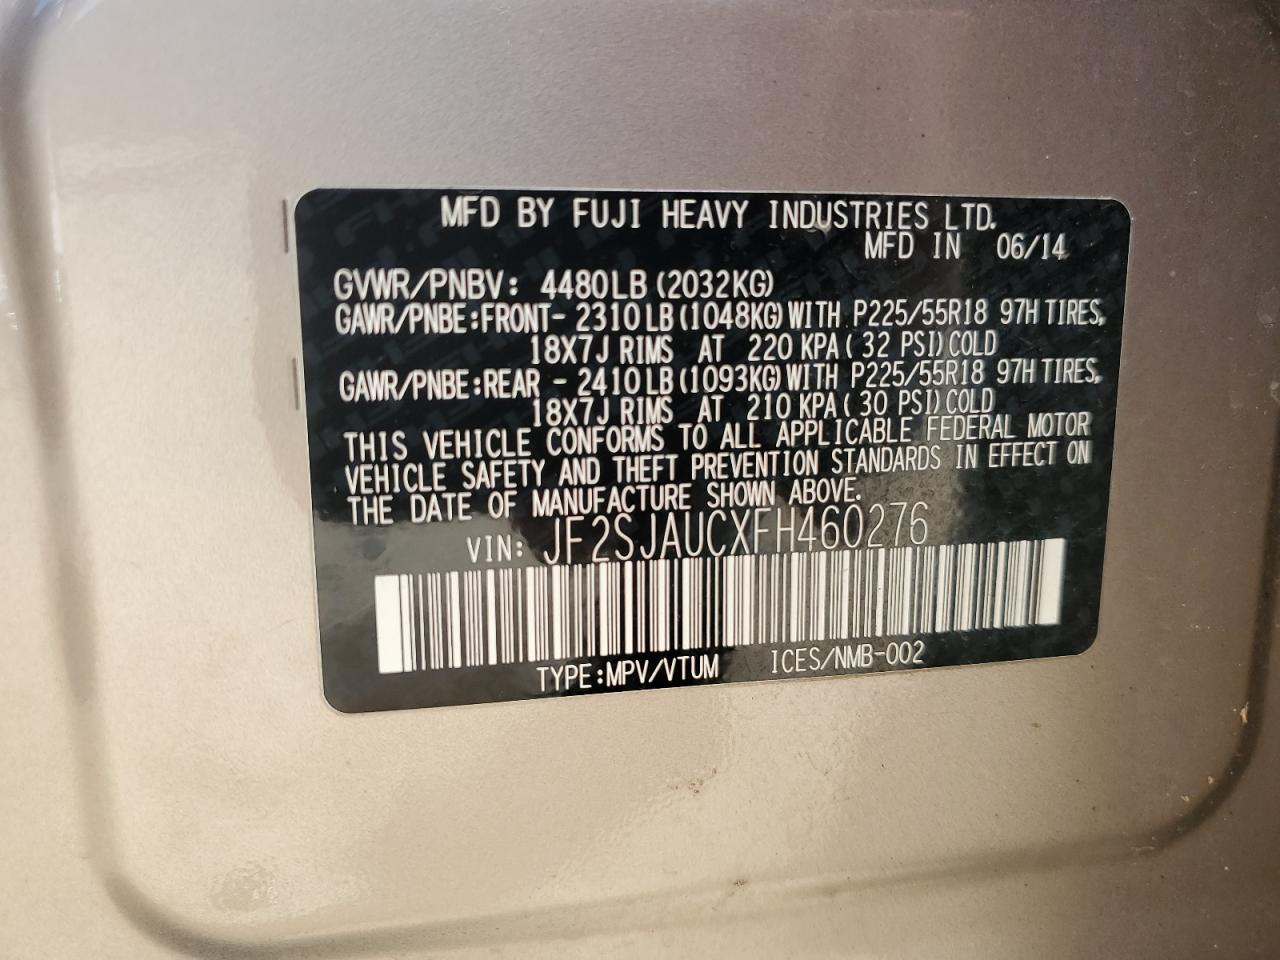 MFD BY FUJI HEAVY INDUSTRIES LTD.
MFD IN 06/14
GVWR/PNBV: 4480LB (2032KG)
GAWR/PNBE:FRONT- 2310LB (1048KG) WITH P225/55R18 97H TIRES,
18X7J RIMS AT 220 KPA ( 32 PSI) COLD
GAWR/PNBE:REAR - 2410LB (1093KG) WITH P225/55R18 97H TIRES,
18X7J RIMS AT 210 KPA ( 30 PSI) COLD
THIS VEHICLE CONFORMS TO ALL APPLICABLE FEDERAL MOTOR
VEHICLE SAFETY AND THEFT PREVENTION STANDARDS IN EFFECT ON
THE DATE OF MANUFACTURE SHOWN ABOVE.
VIN: JF2SJAUCXFH460276
TYPE:MPV/VTUM ICES/NMB-002